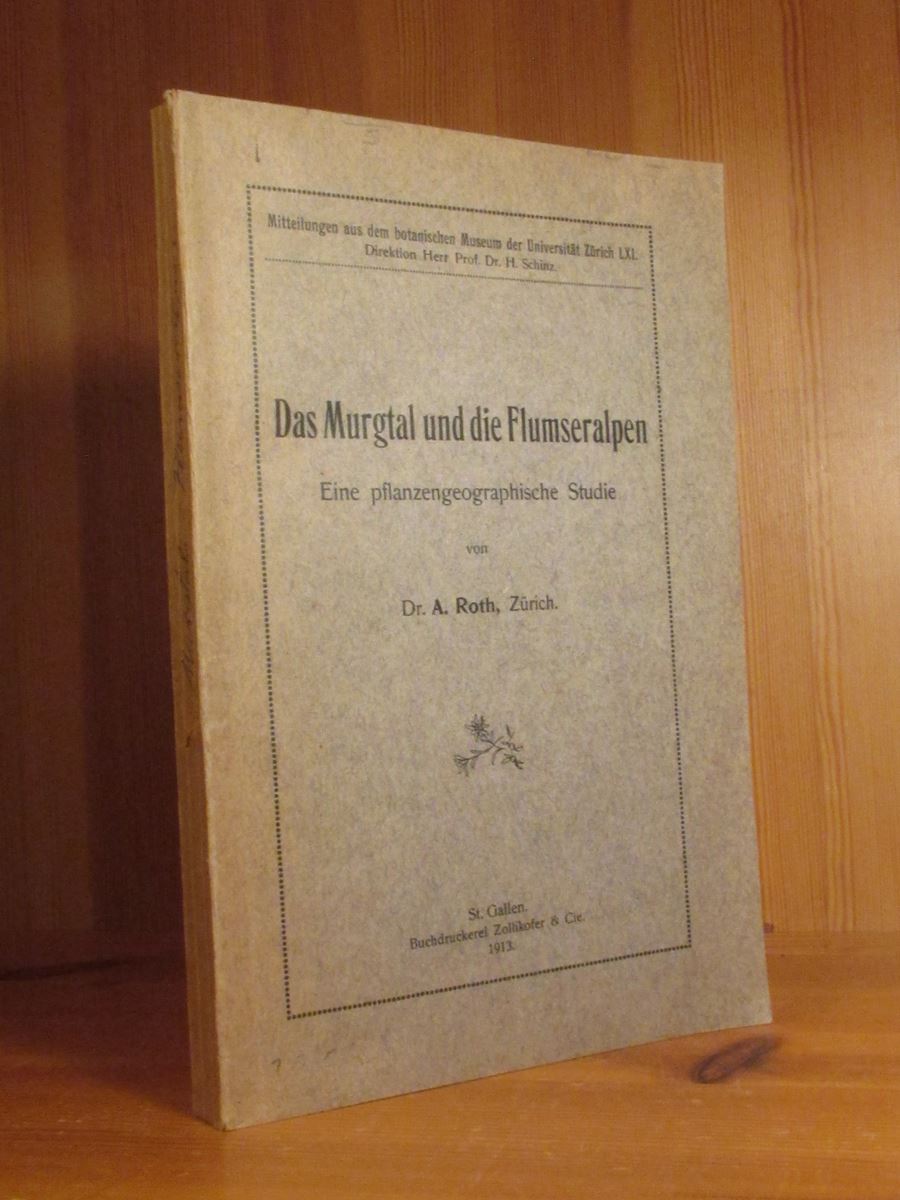 Mitteilungen aus dem botanischen Museum der Universität Zürich LXI.
Direktion Herr Prof. Dr. H. Schinz.
Das Murgtal und die Flumseralpen
Eine pflanzengeographische Studie
von
Dr. A. Roth, Zürich.
St. Gallen.
Buchdruckerei Zollikofer & Cie.
1913.